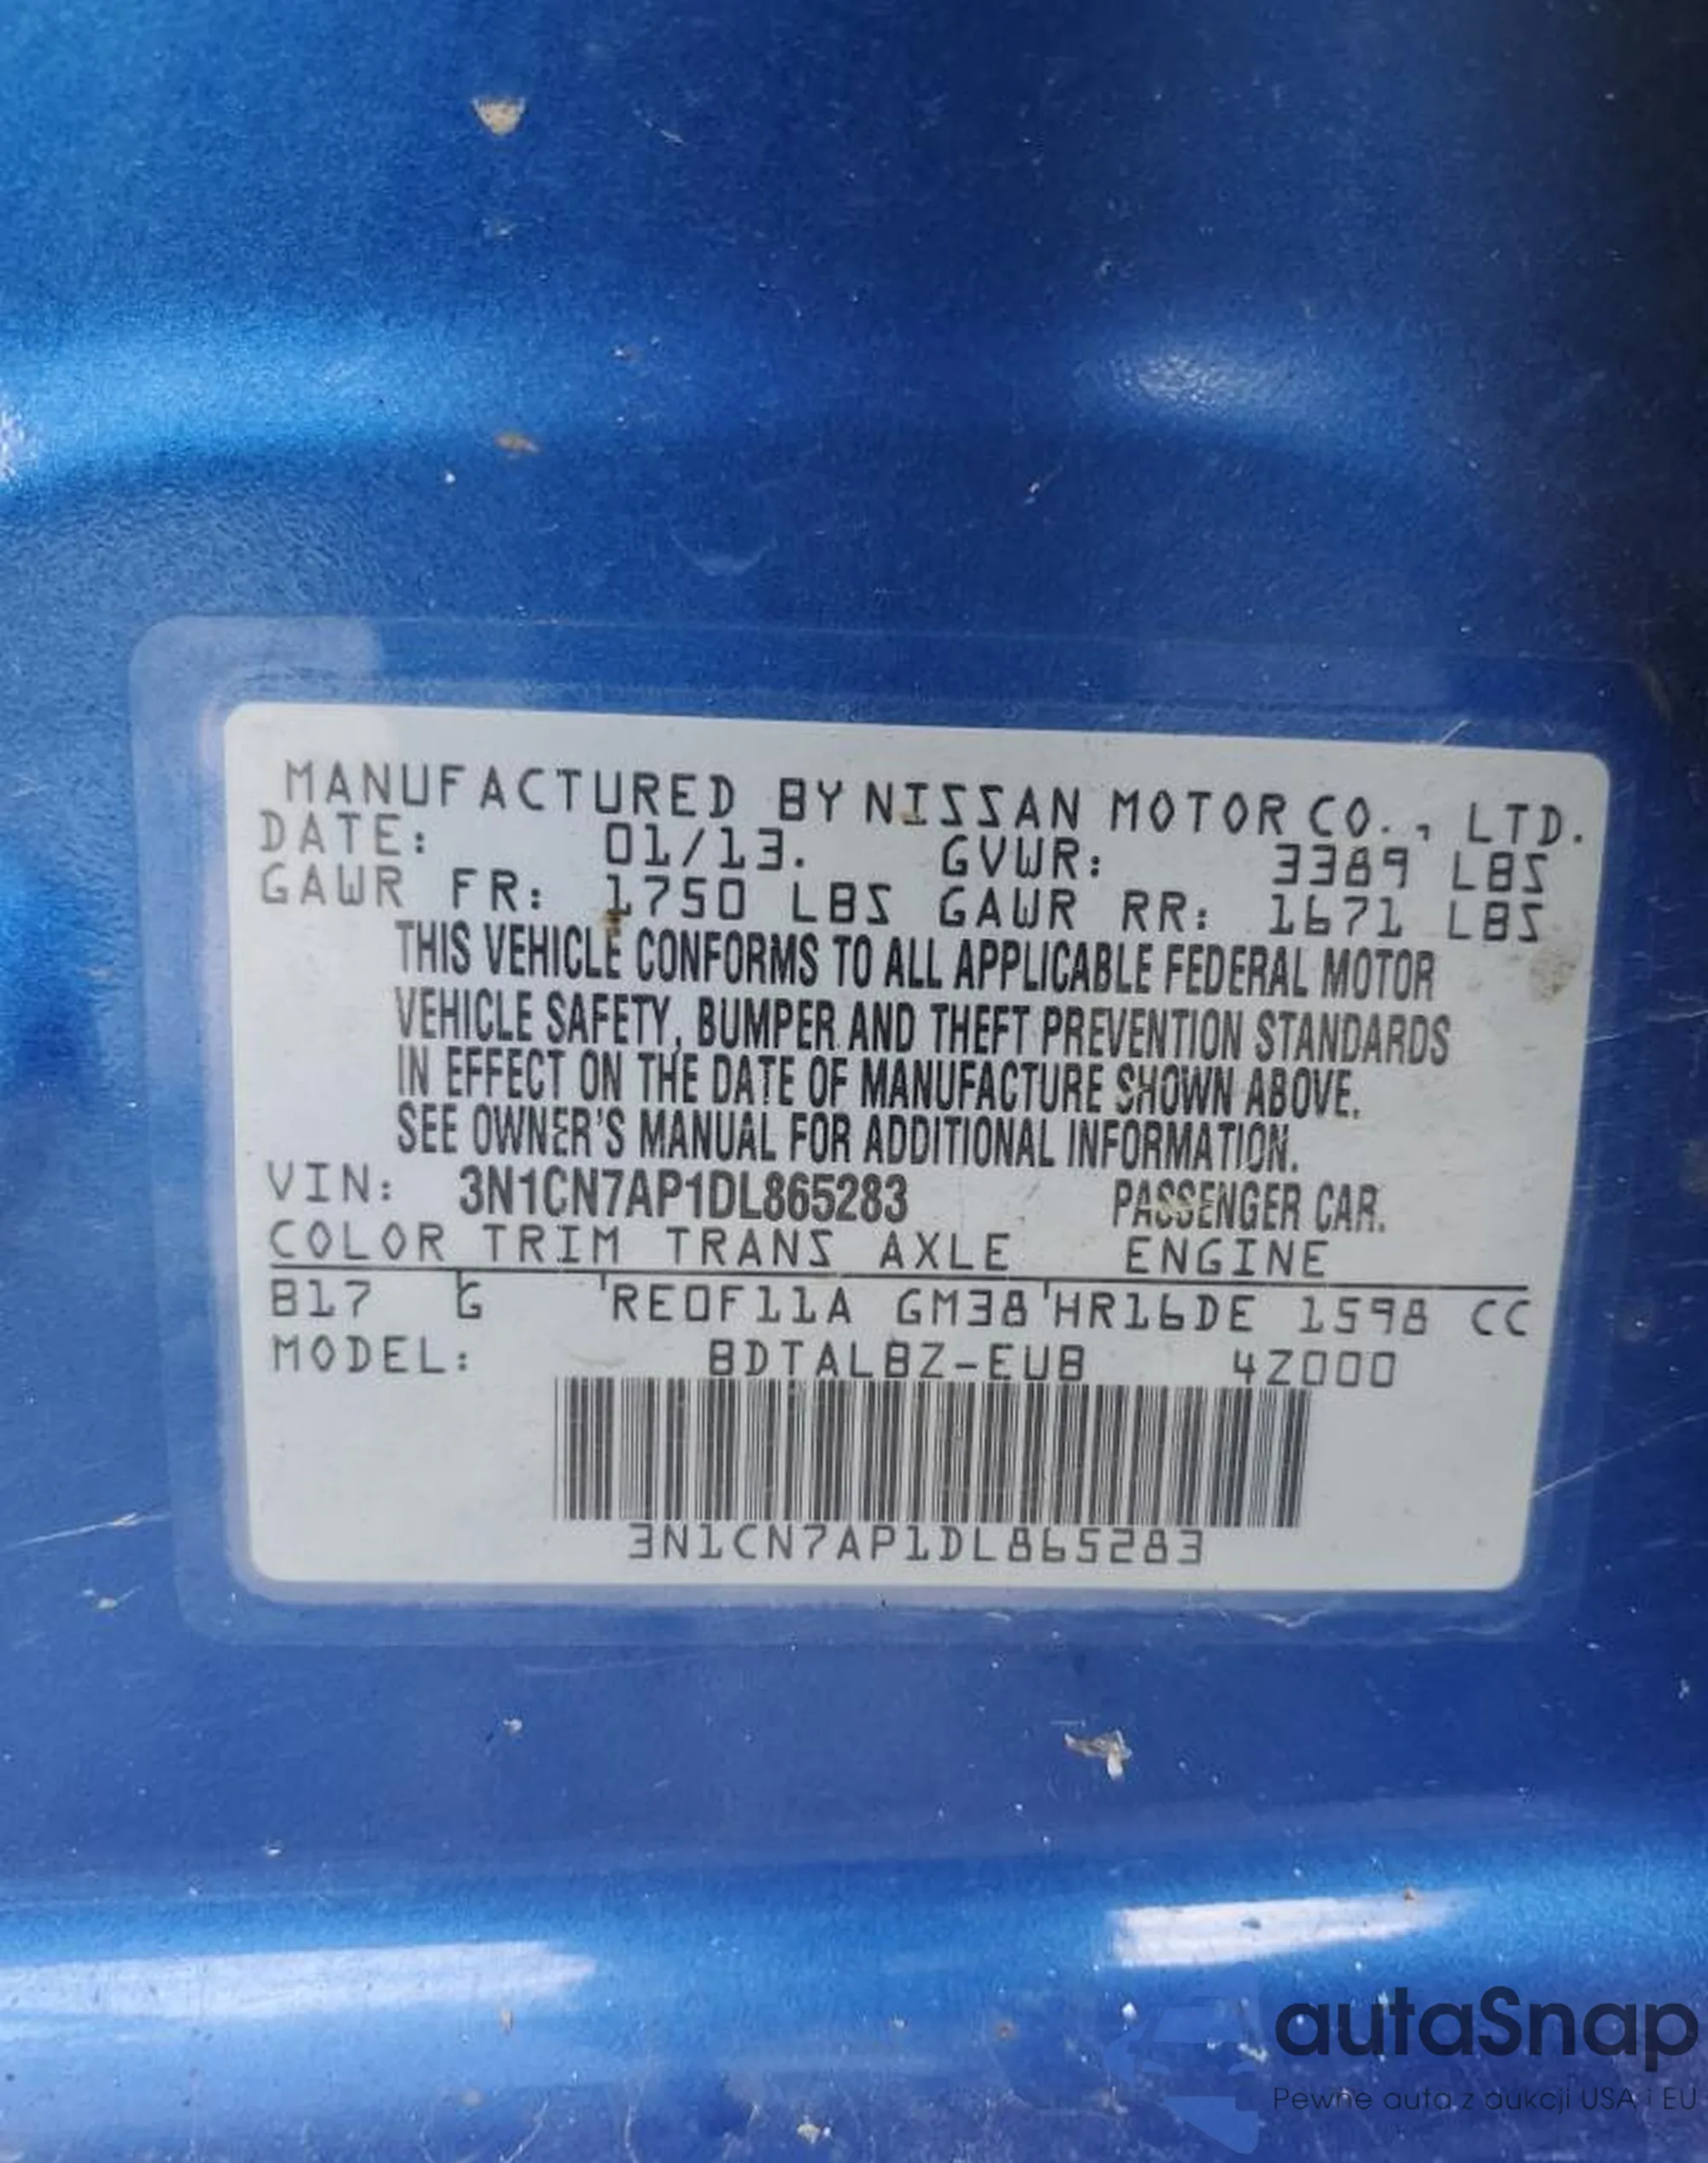 MANUFACTURED BY NISSAN MOTOR CO., LTD.
DATE: 01/13. GVWR: 3389 LBS
GAWR FR: 1750 LBS GAWR RR: 1671 LBS
THIS VEHICLE CONFORMS TO ALL APPLICABLE FEDERAL MOTOR
VEHICLE SAFETY, BUMPER AND THEFT PREVENTION STANDARDS
IN EFFECT ON THE DATE OF MANUFACTURE SHOWN ABOVE.
SEE OWNER'S MANUAL FOR ADDITIONAL INFORMATION.
VIN: 3N1CN7AP1DL865283 PASSENGER CAR.
COLOR TRIM TRANS AXLE ENGINE
B17 G RE0F11A GM38 HR16DE 1598 CC
MODEL: BDTALBZ-EUB 4Z000
3N1CN7AP1DL865283
autaSnap
Pewne auta z aukcji USA i EU